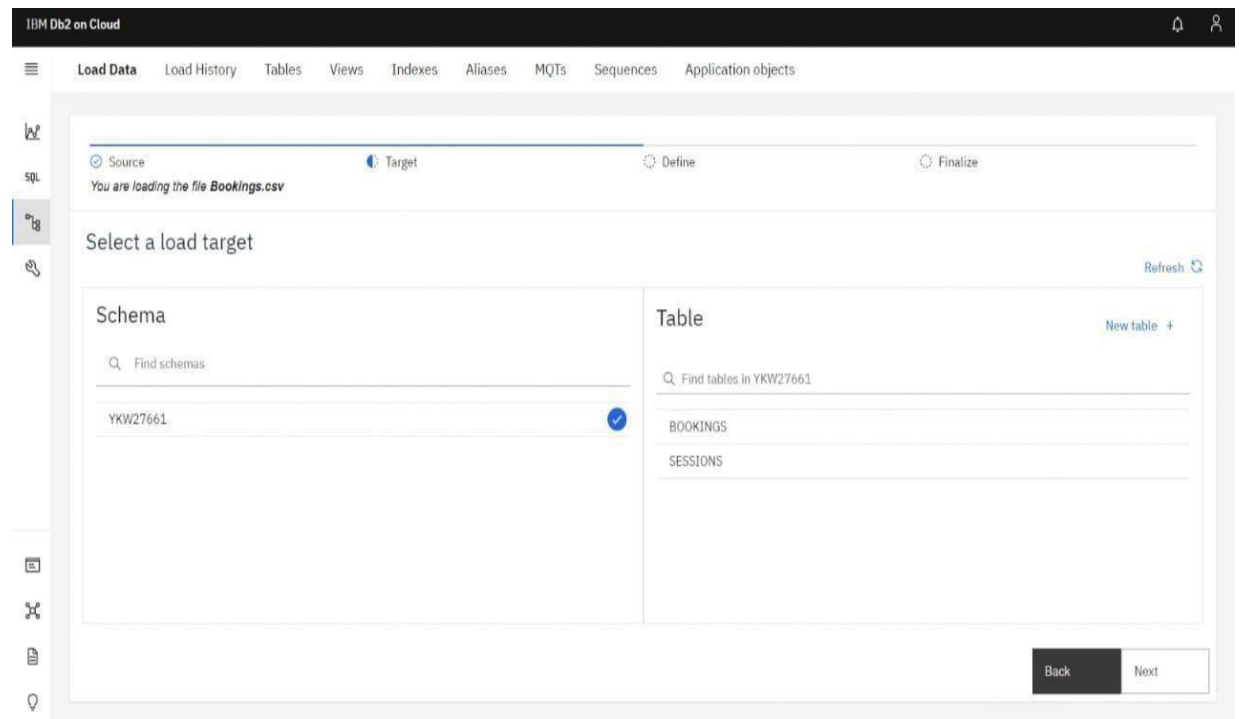 IBM Db2 on Cloud
Load Data Load History Tables Views Indexes Aliases MQTs Sequences Application objects
Source Target Define Finalize
You are loading the file Bookings.csv
SQL
Select a load target
Refresh
Schema
Find schemas
YKW27661
Table
New table +
Find tables in YKW27661
BOOKINGS
SESSIONS
Back Next